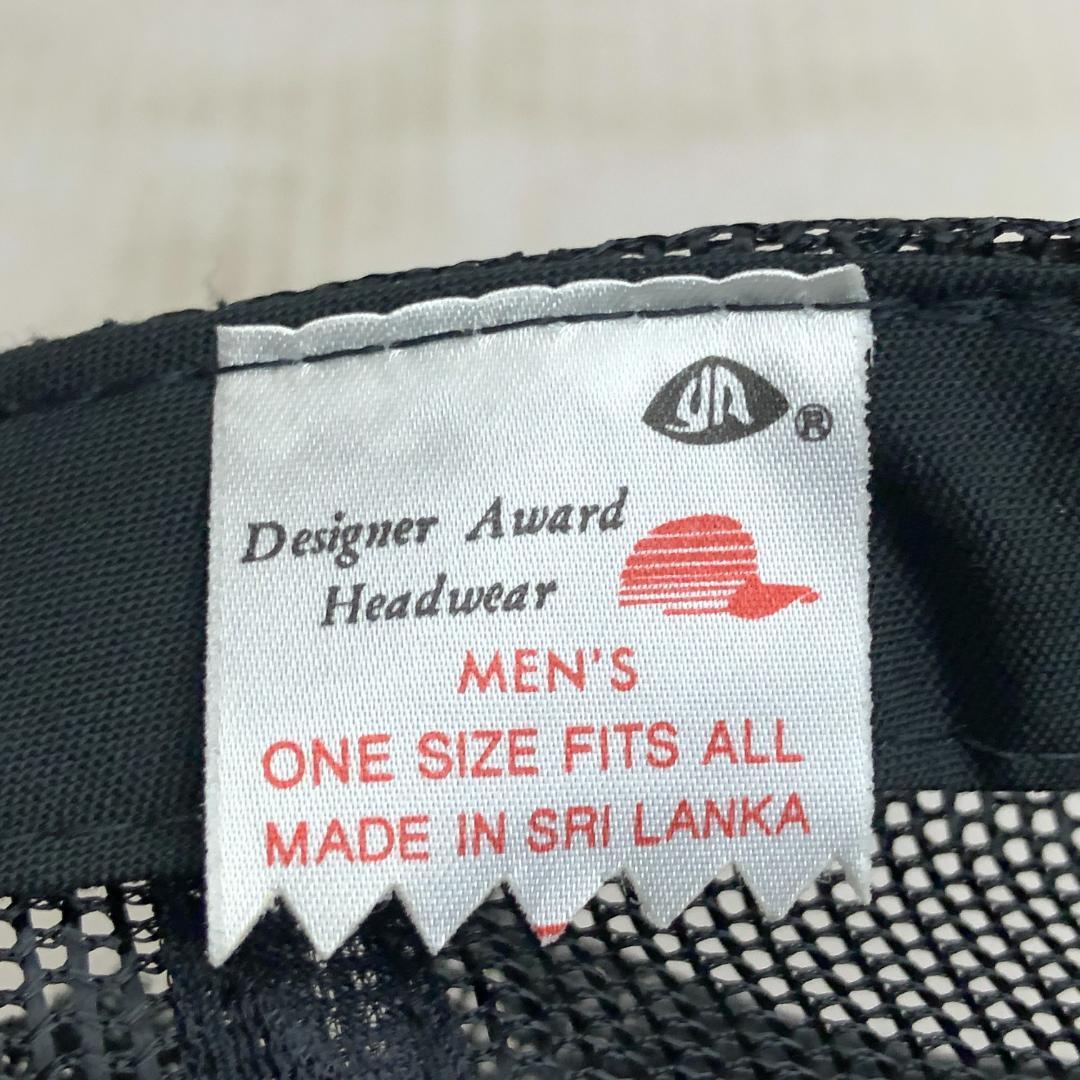 ®
Designer Award
Headwear
MEN'S
ONE SIZE FITS ALL
MADE IN SRI LANKA